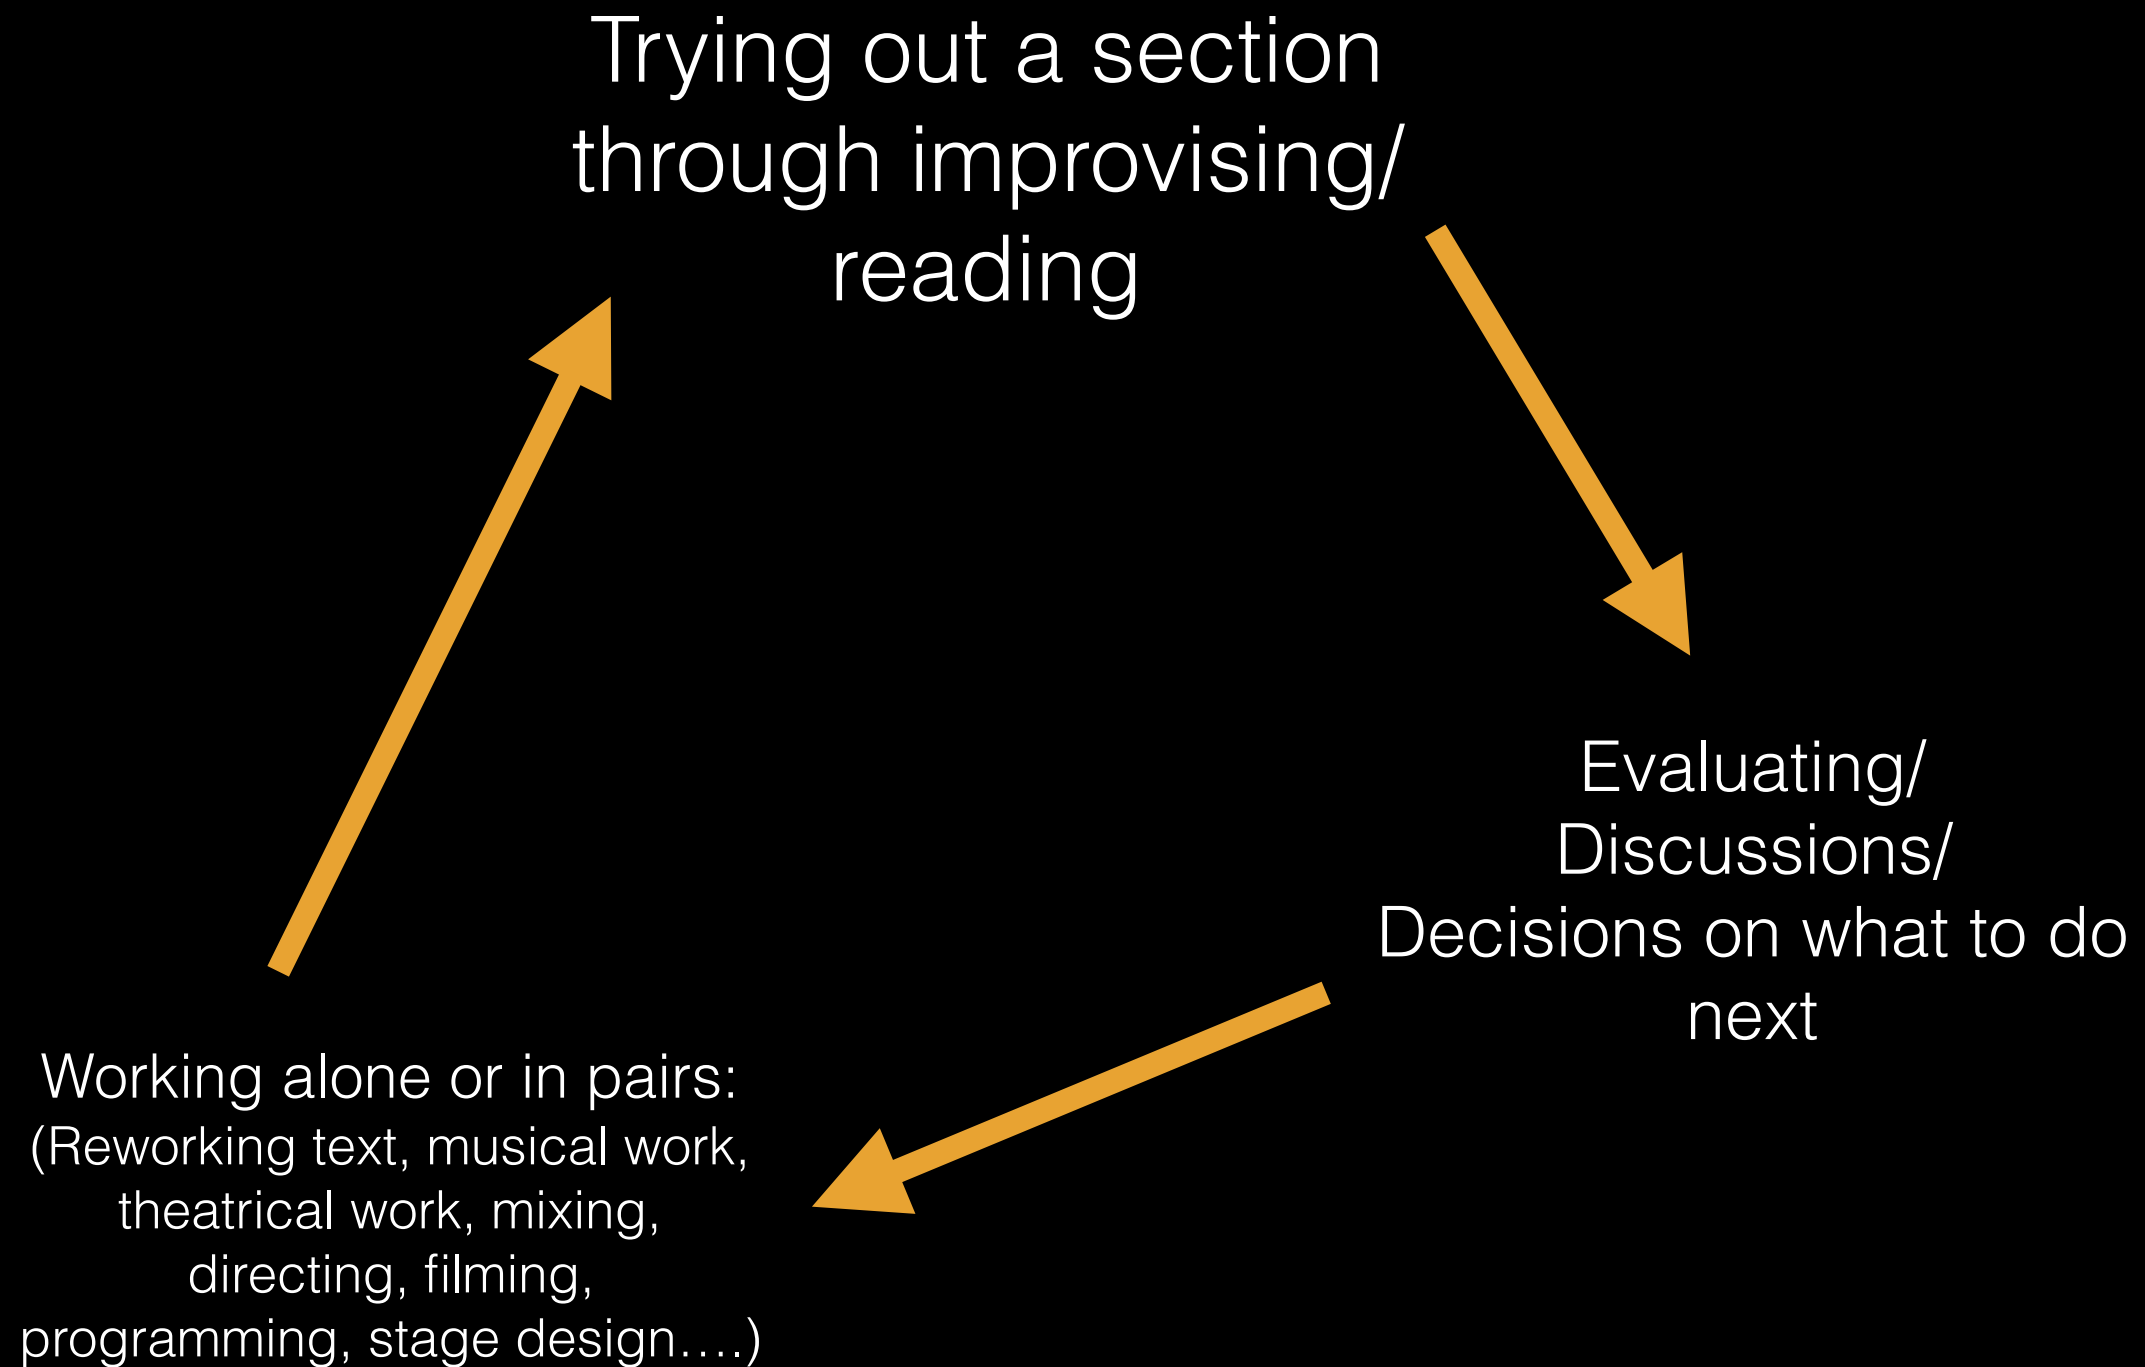 Trying out a section
through improvising/
reading
Evaluating/
Discussions/
Decisions on what to do
next
Working alone or in pairs:
(Reworking text, musical work,
theatrical work, mixing,
directing, filming,
programming, stage design….)